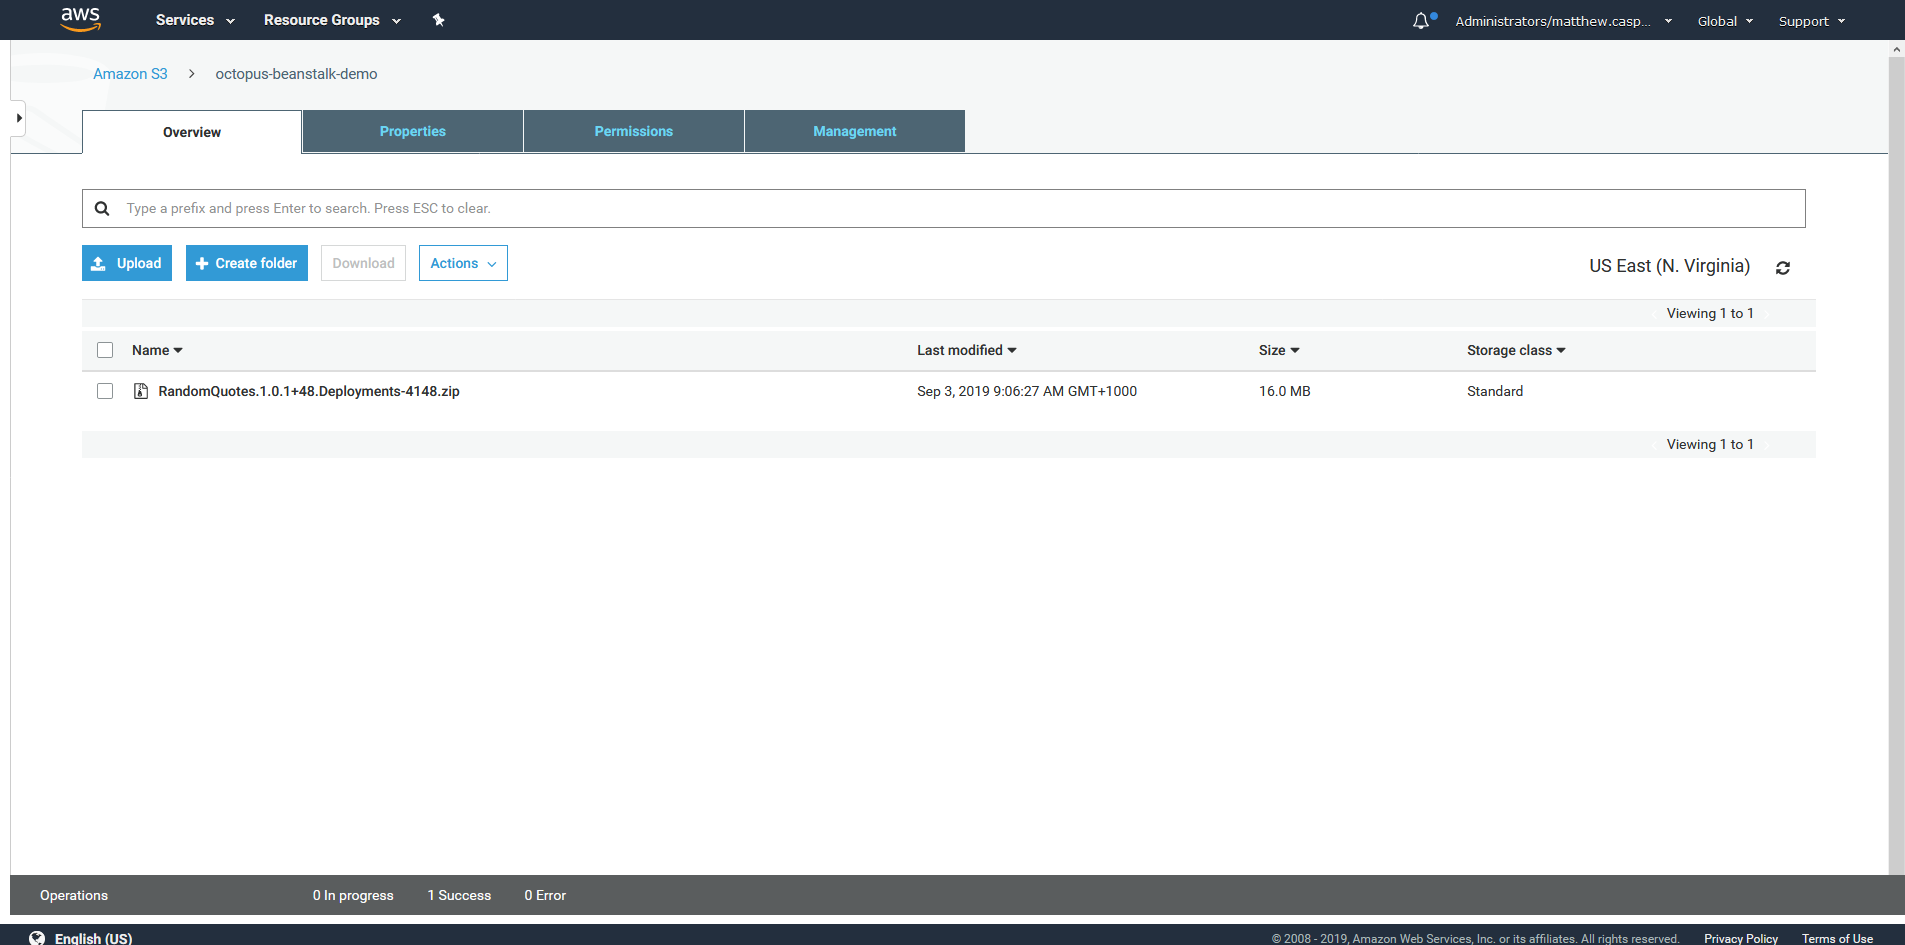 aws Services Resource Groups Administrators/matthew.casp... Global Support
Amazon S3 > octopus-beanstalk-demo
Overview Properties Permissions Management
Type a prefix and press Enter to search. Press ESC to clear.
Upload Create folder Download Actions US East (N. Virginia)
Viewing 1 to 1
Name Last modified Size Storage class
RandomQuotes.1.0.1+48.Deployments-4148.zip Sep 3, 2019 9:06:27 AM GMT+1000 16.0 MB Standard
Viewing 1 to 1
Operations 0 In progress 1 Success 0 Error
English (US) © 2008 - 2019, Amazon Web Services, Inc. or its affiliates. All rights reserved. Privacy Policy Terms of Use